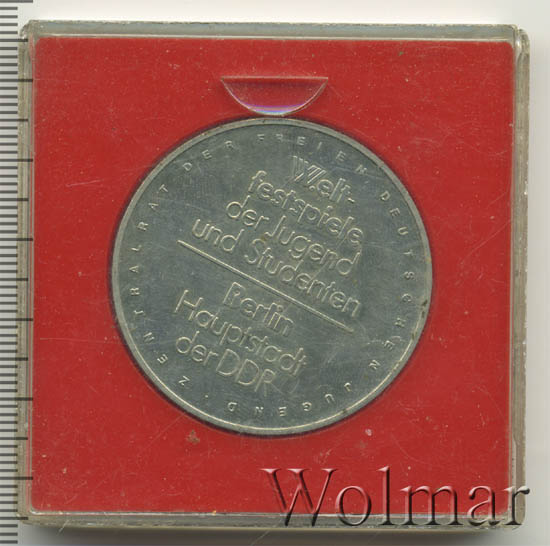 ZENTRALRAT DER FREIEN DEUTSCHEN JUGEND ·
Welt-
festspiele
der Jugend
und Studenten
Berlin
Hauptstadt
der DDR
Wolmar